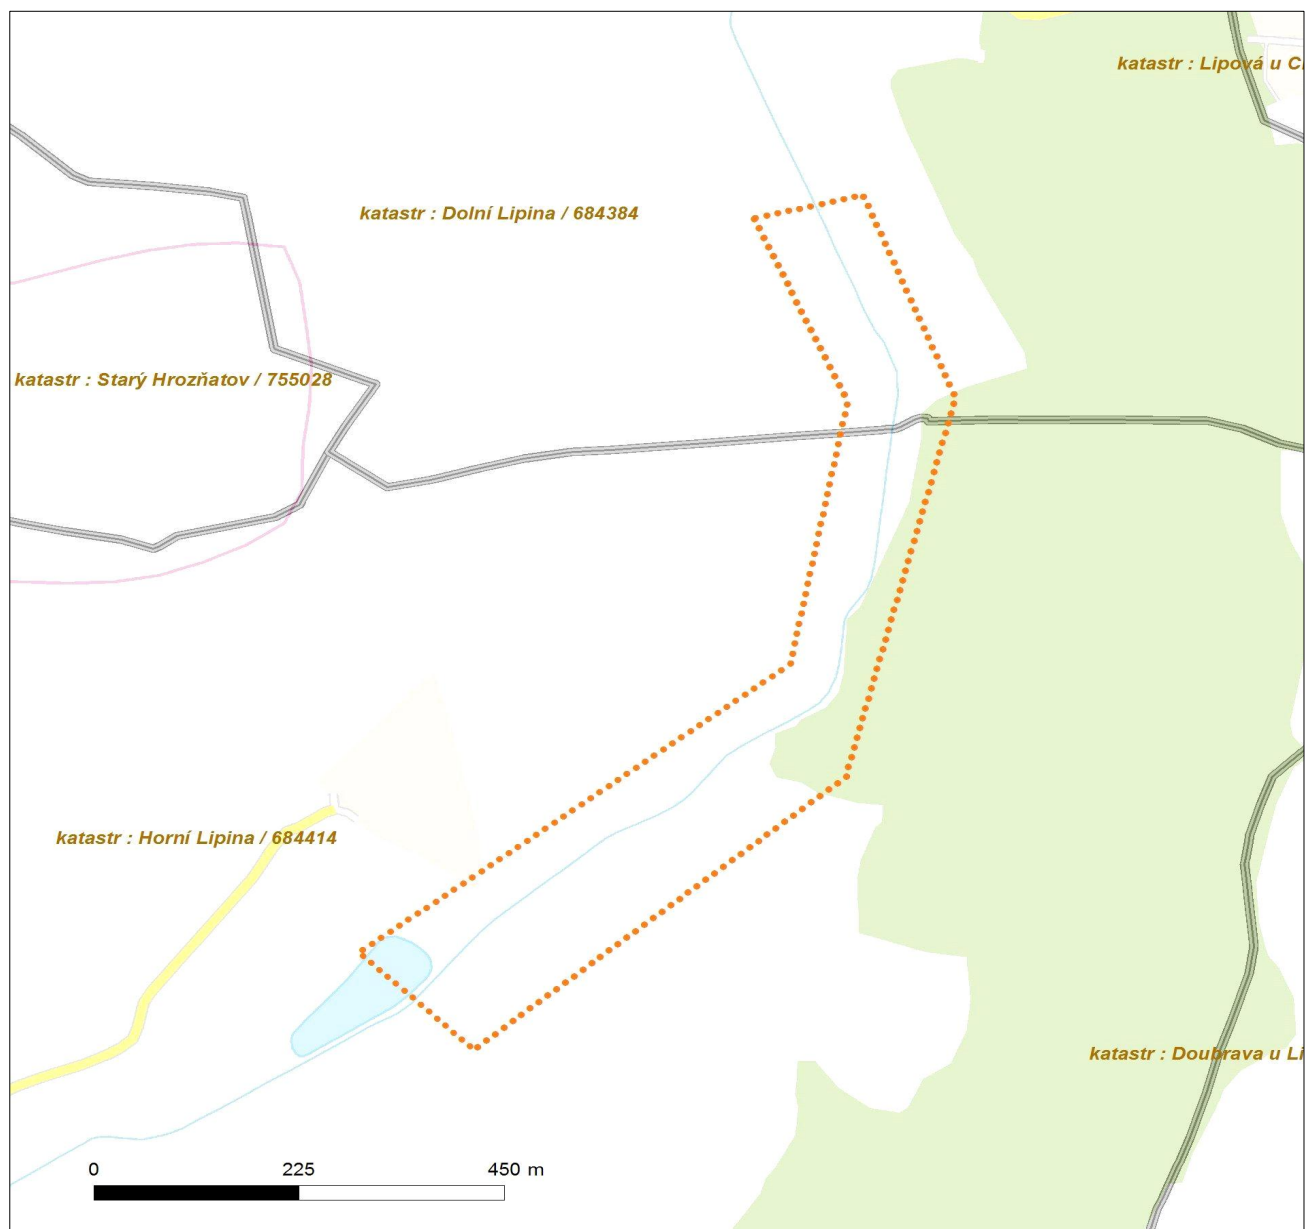 katastr : Lipová u C
katastr : Dolní Lipina / 684384
katastr : Starý Hrozňatov / 755028
katastr : Horní Lipina / 684414
katastr : Doubrava u Li
0 225 450 m